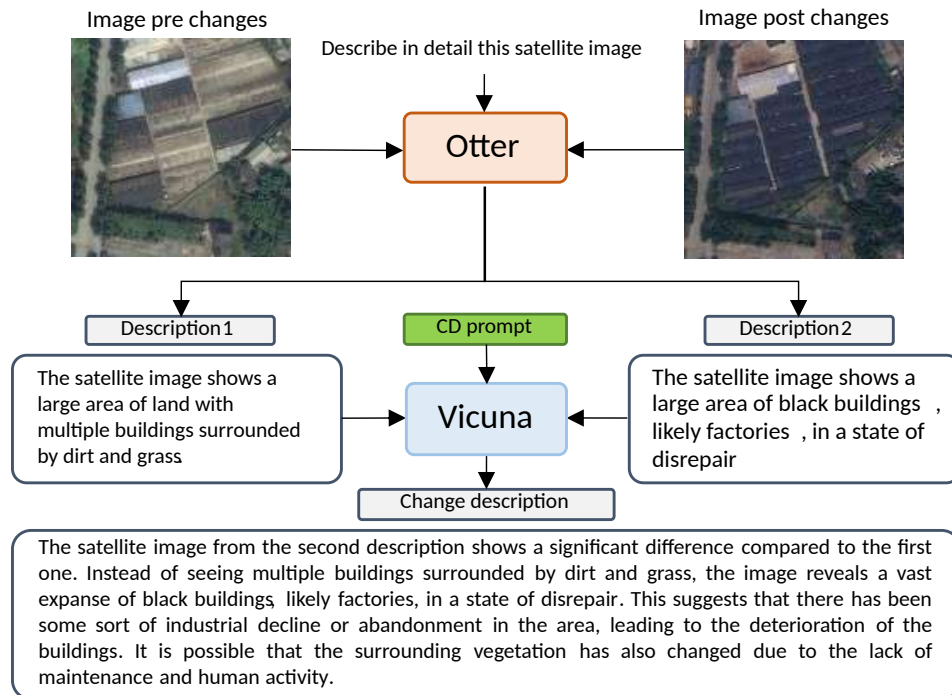 Image pre changes
Image post changes
Describe in detail this satellite image
Otter
Description1
CD prompt
Description2
The satellite image shows a
large area of land with
multiple buildings surrounded
by dirt and grass.
Vicuna
The satellite image shows a
large area of black buildings ,
likely factories , in a state of
disrepair
Change description
The satellite image from the second description shows a significant difference compared to the first
one. Instead of seeing multiple buildings surrounded by dirt and grass, the image reveals a vast
expanse of black buildings, likely factories, in a state of disrepair. This suggests that there has been
some sort of industrial decline or abandonment in the area, leading to the deterioration of the
buildings. It is possible that the surrounding vegetation has also changed due to the lack of
maintenance and human activity.